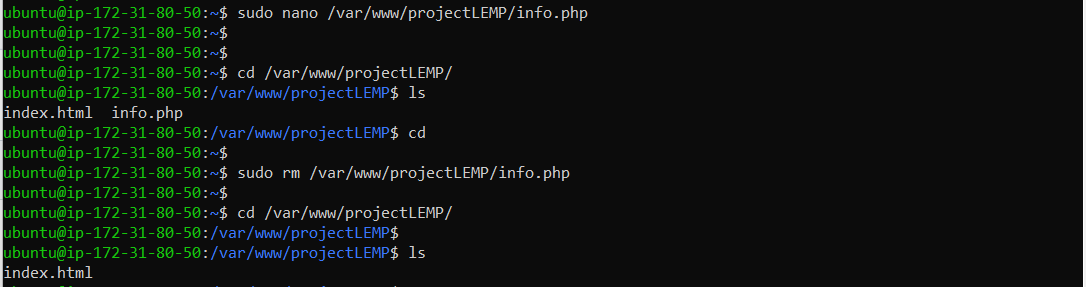 ubuntu@ip-172-31-80-50:~$ sudo nano /var/www/projectLEMP/info.php
ubuntu@ip-172-31-80-50:~$
ubuntu@ip-172-31-80-50:~$
ubuntu@ip-172-31-80-50:~$ cd /var/www/projectLEMP/
ubuntu@ip-172-31-80-50:/var/www/projectLEMP$ ls
index.html  info.php
ubuntu@ip-172-31-80-50:/var/www/projectLEMP$ cd
ubuntu@ip-172-31-80-50:~$
ubuntu@ip-172-31-80-50:~$ sudo rm /var/www/projectLEMP/info.php
ubuntu@ip-172-31-80-50:~$
ubuntu@ip-172-31-80-50:~$ cd /var/www/projectLEMP/
ubuntu@ip-172-31-80-50:/var/www/projectLEMP$
ubuntu@ip-172-31-80-50:/var/www/projectLEMP$ ls
index.html